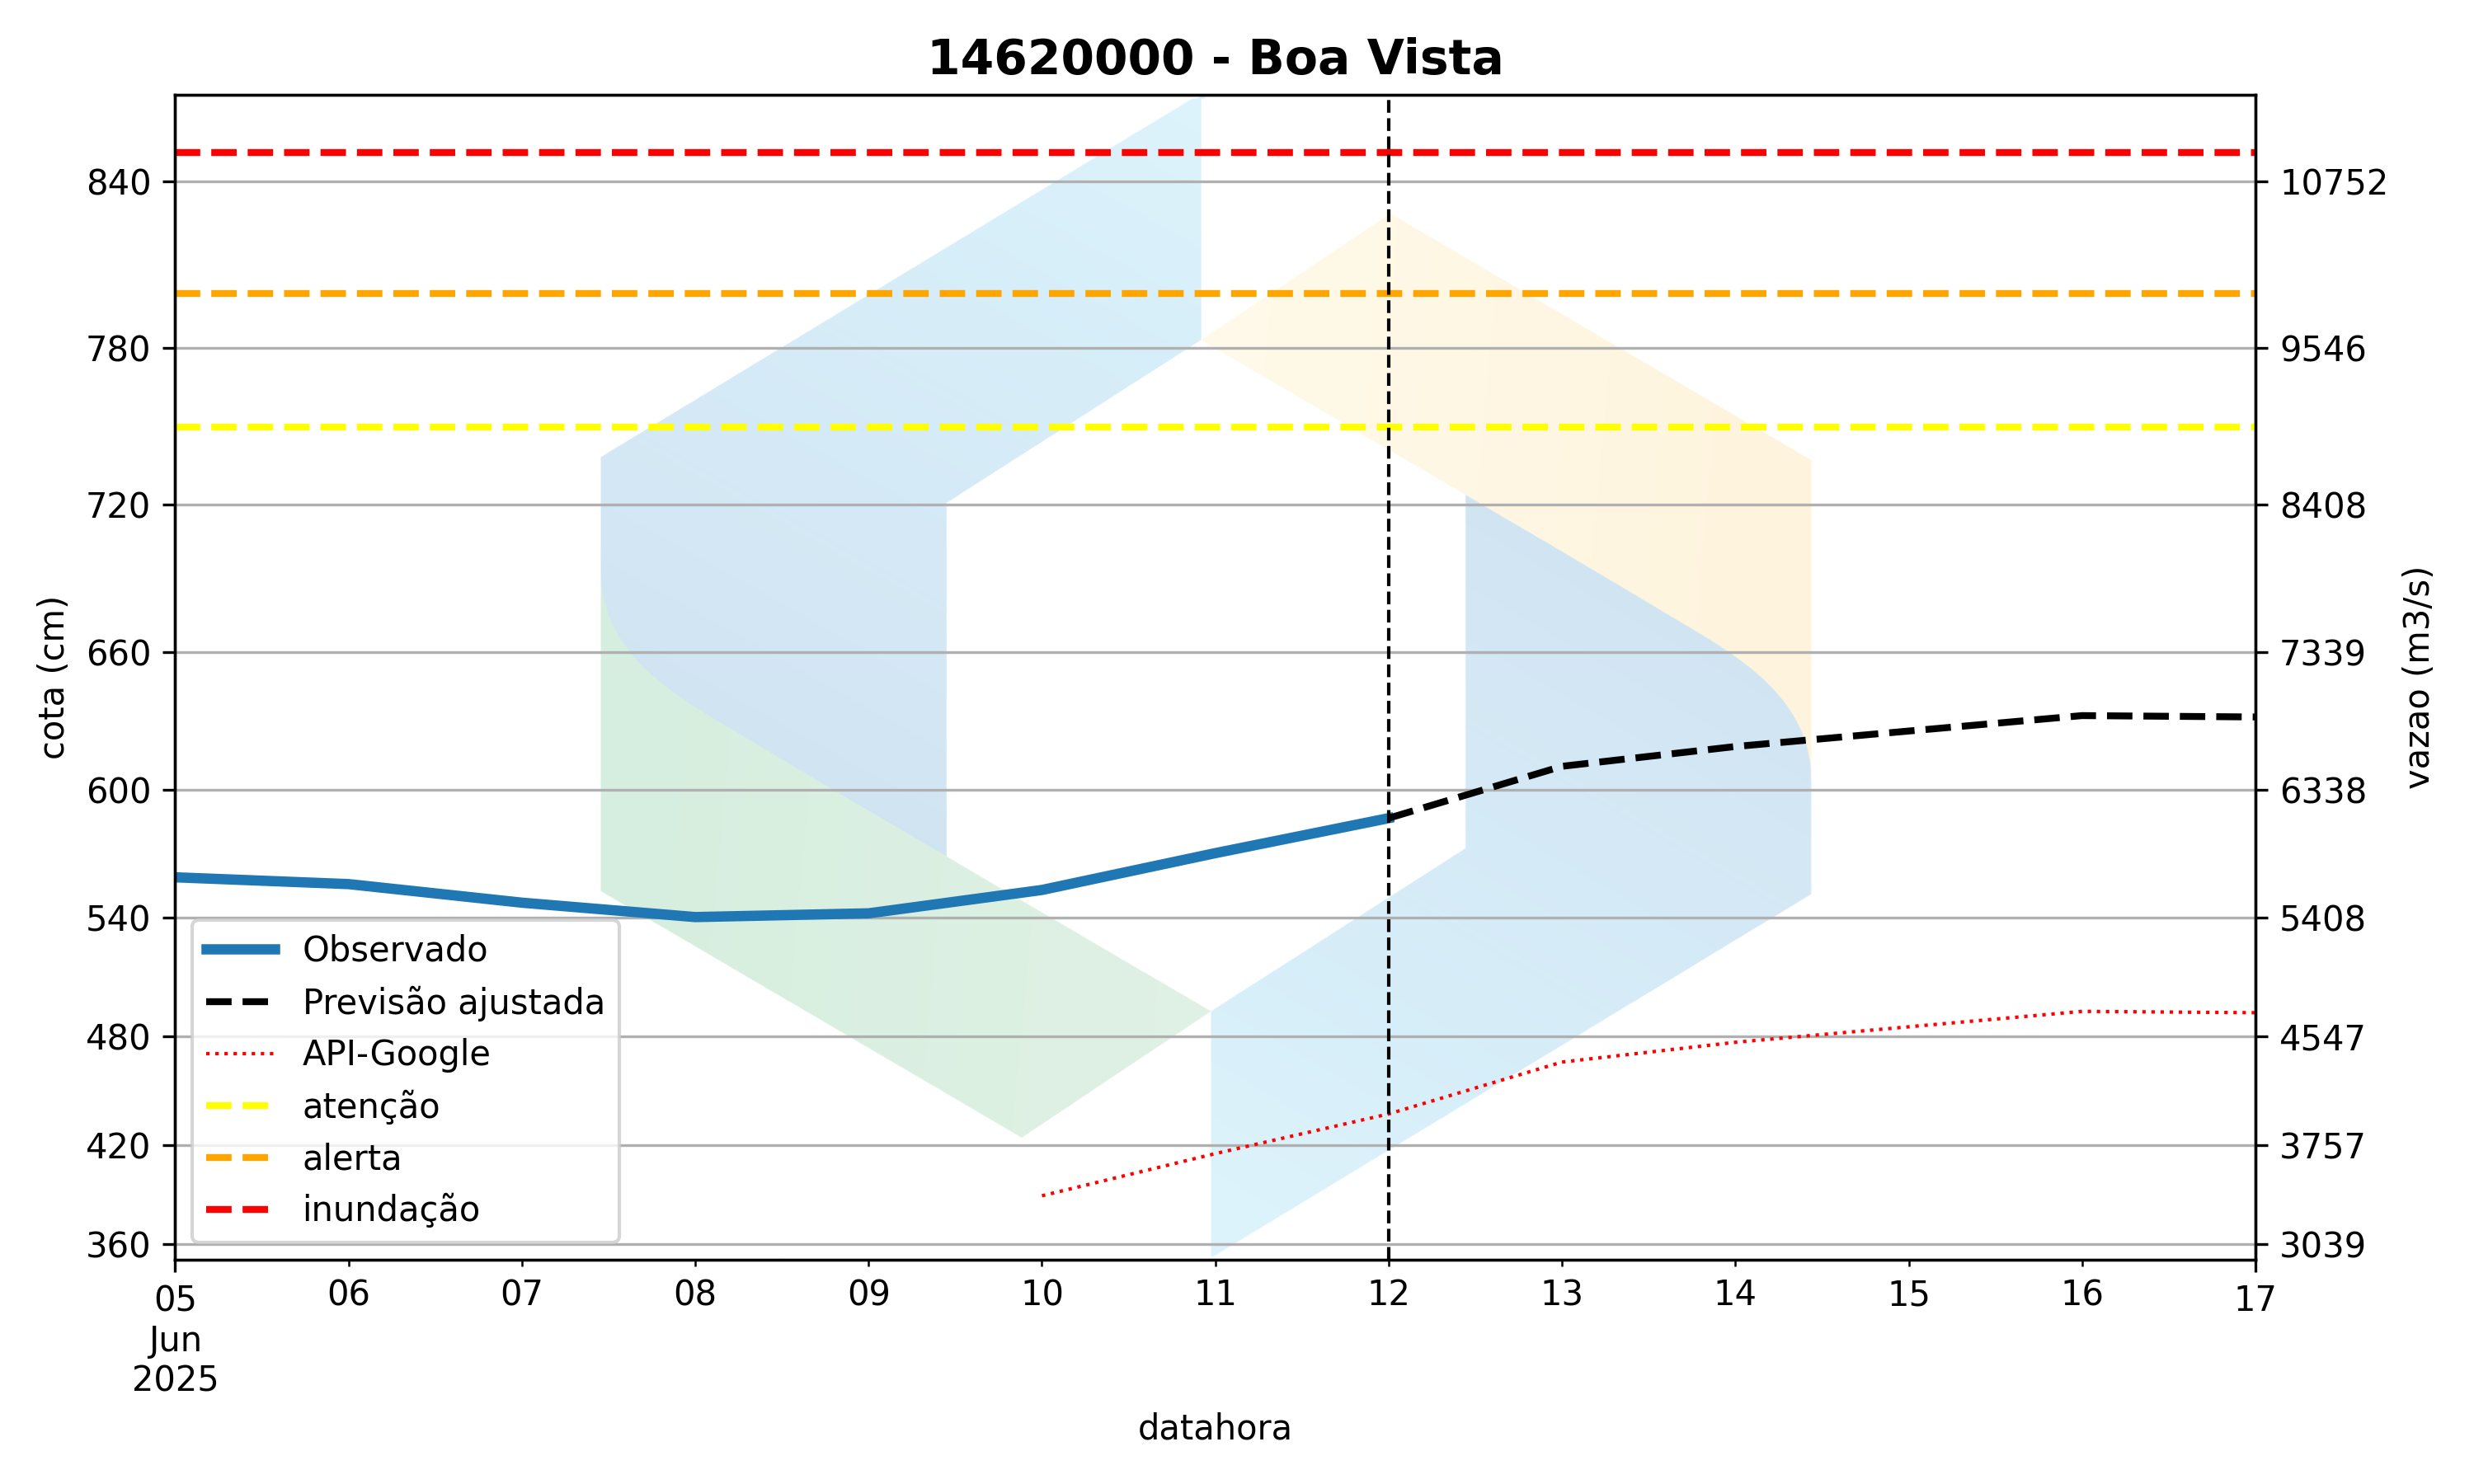 14620000 - Boa Vista
840
780
720
660
600
540
480
420
360
cota (cm)
10752
9546
8408
7339
6338
5408
4547
3757
3039
vazao (m3/s)
Observado
Previsão ajustada
API-Google
atenção
alerta
inundação
05 06 07 08 09 10 11 12 13 14 15 16 17
Jun
2025
datahora